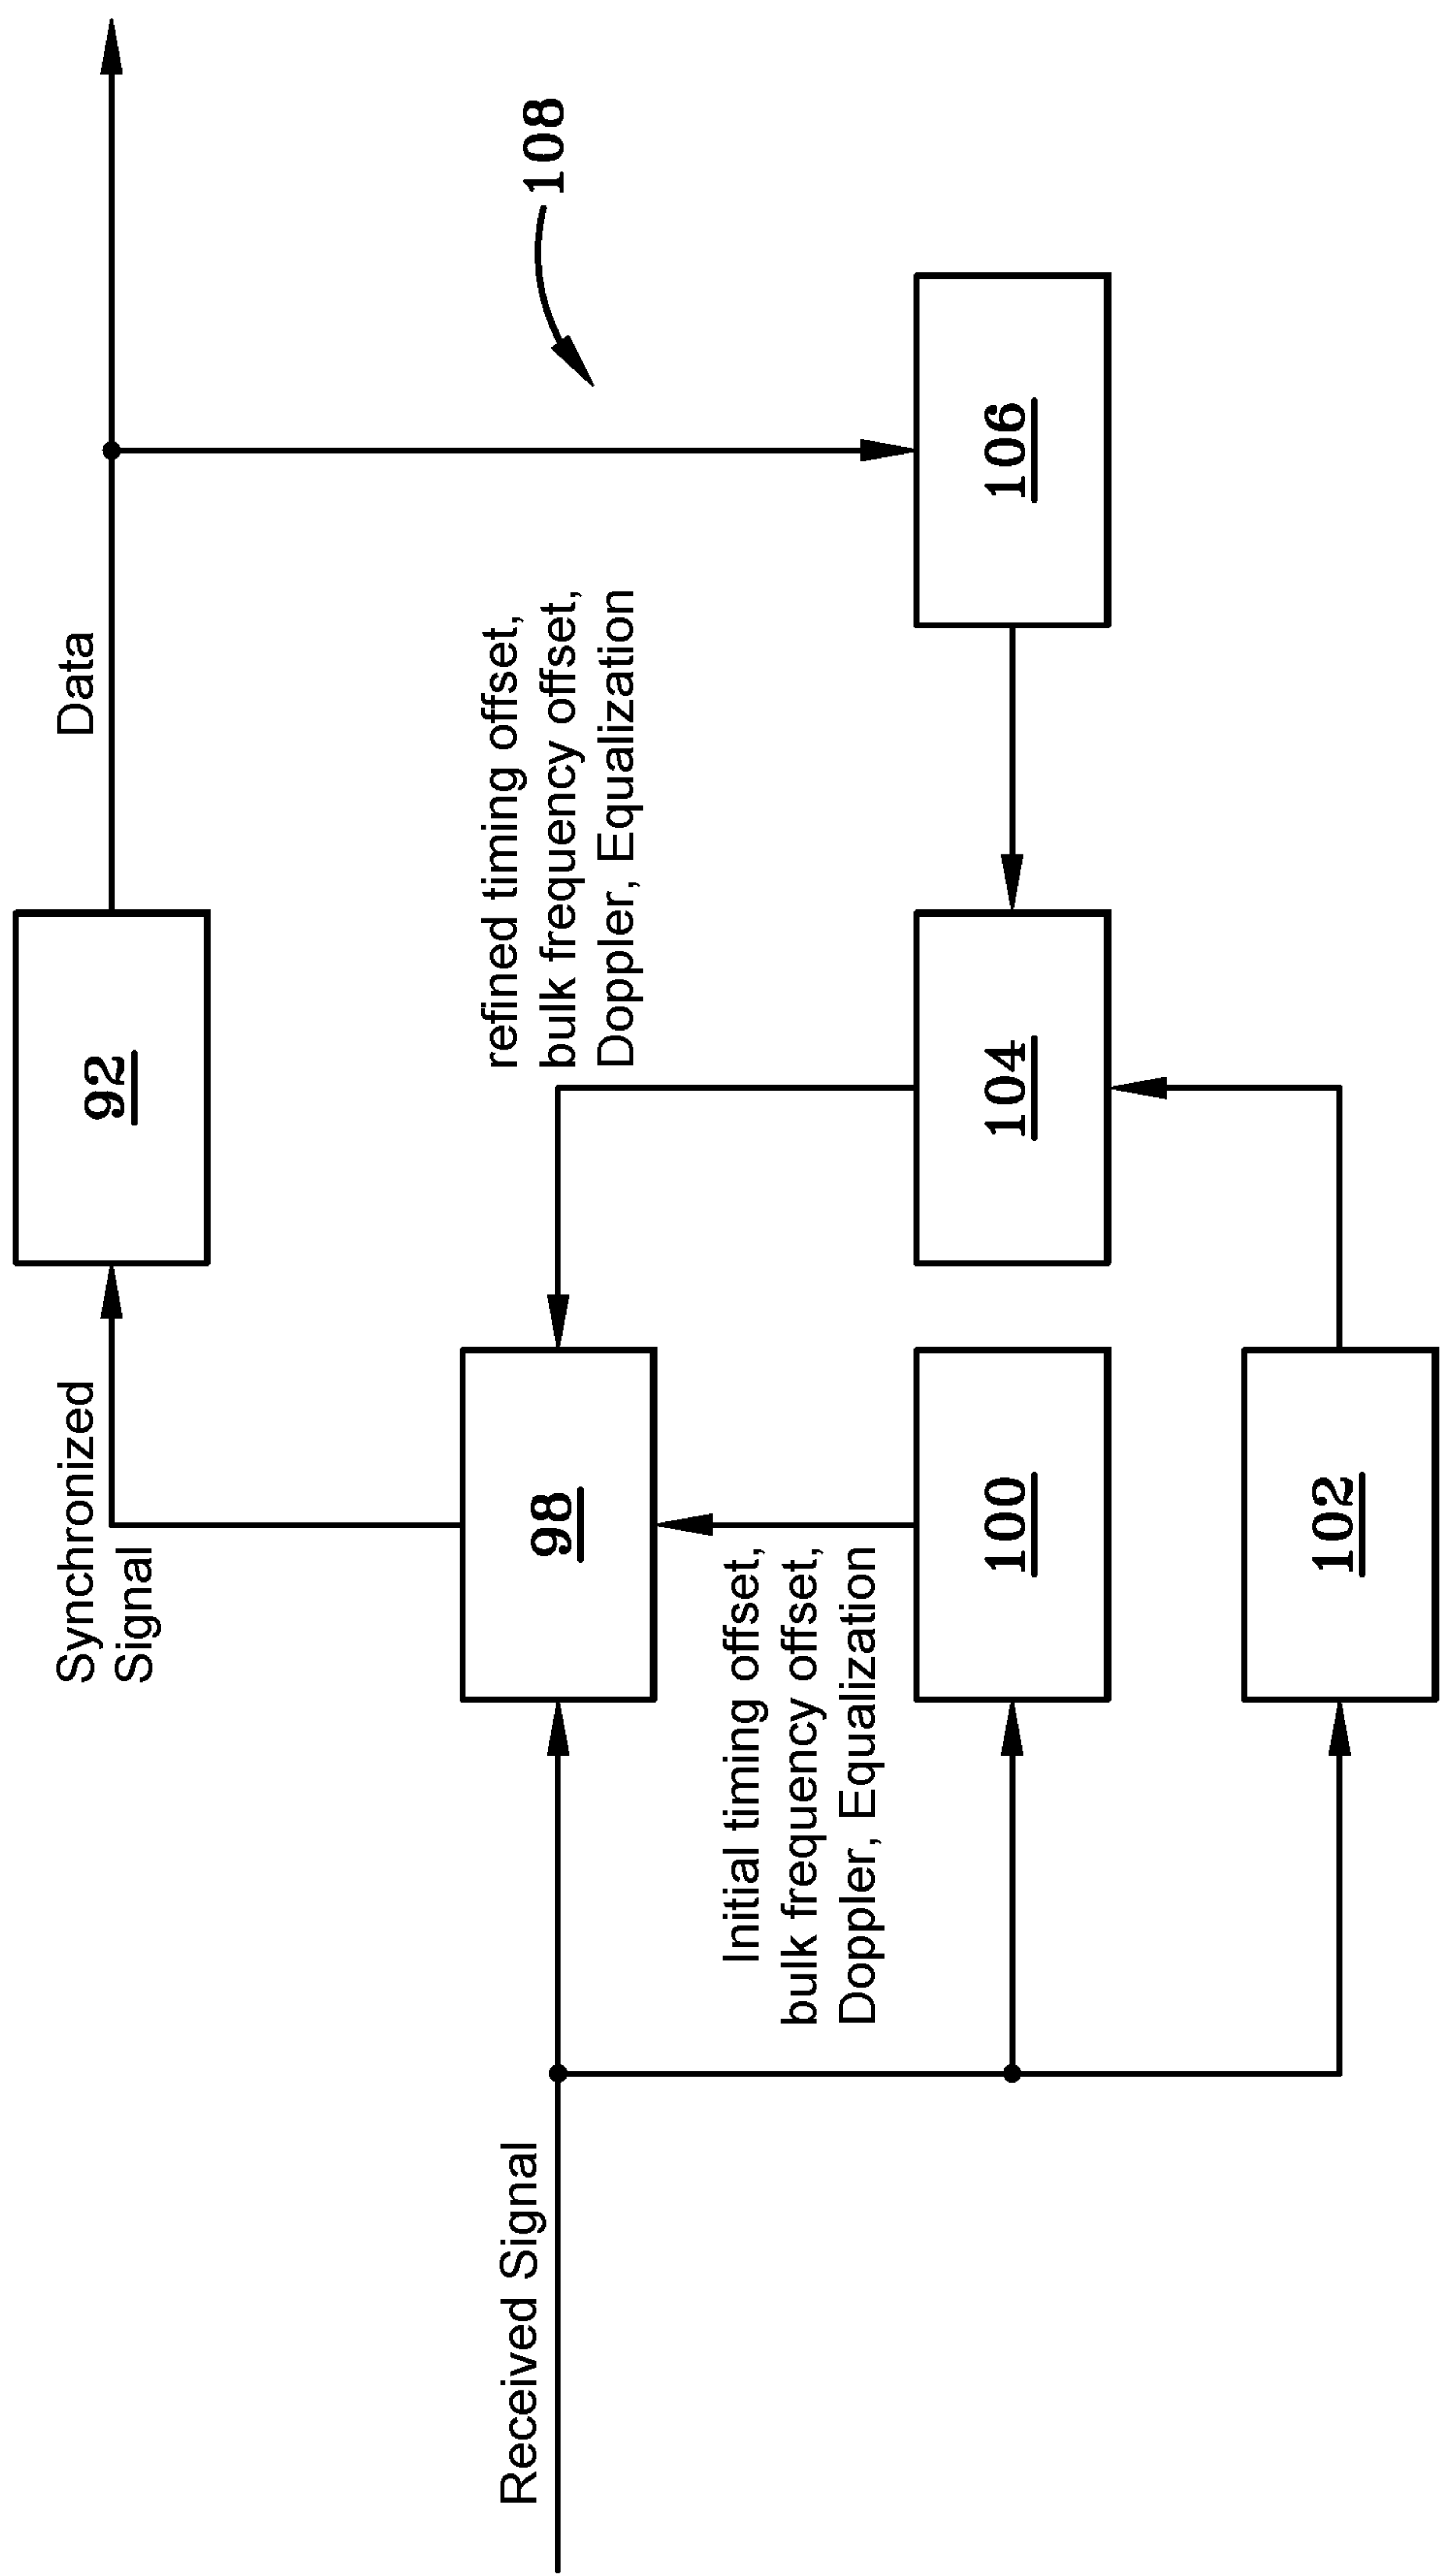 Received Signal
Synchronized
Signal
Data
92
98
Initial timing offset,
bulk frequency offset,
Doppler, Equalization
refined timing offset,
bulk frequency offset,
Doppler, Equalization
108
100
104
106
102